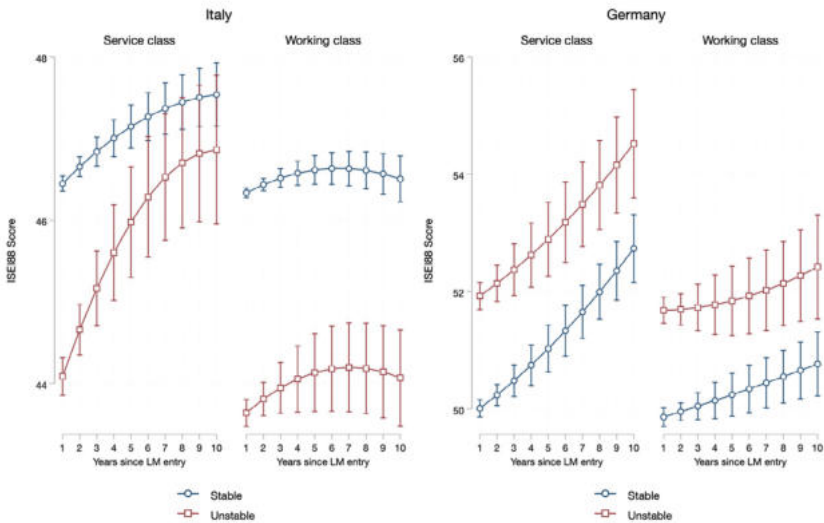 Italy
Service class
Working class
48
46
44
ISEI88 Score
1 2 3 4 5 6 7 8 9 10
Years since LM entry
1 2 3 4 5 6 7 8 9 10
Years since LM entry
Stable
Unstable
Germany
Service class
Working class
56
54
52
50
ISEI88 Score
1 2 3 4 5 6 7 8 9 10
Years since LM entry
1 2 3 4 5 6 7 8 9 10
Years since LM entry
Stable
Unstable